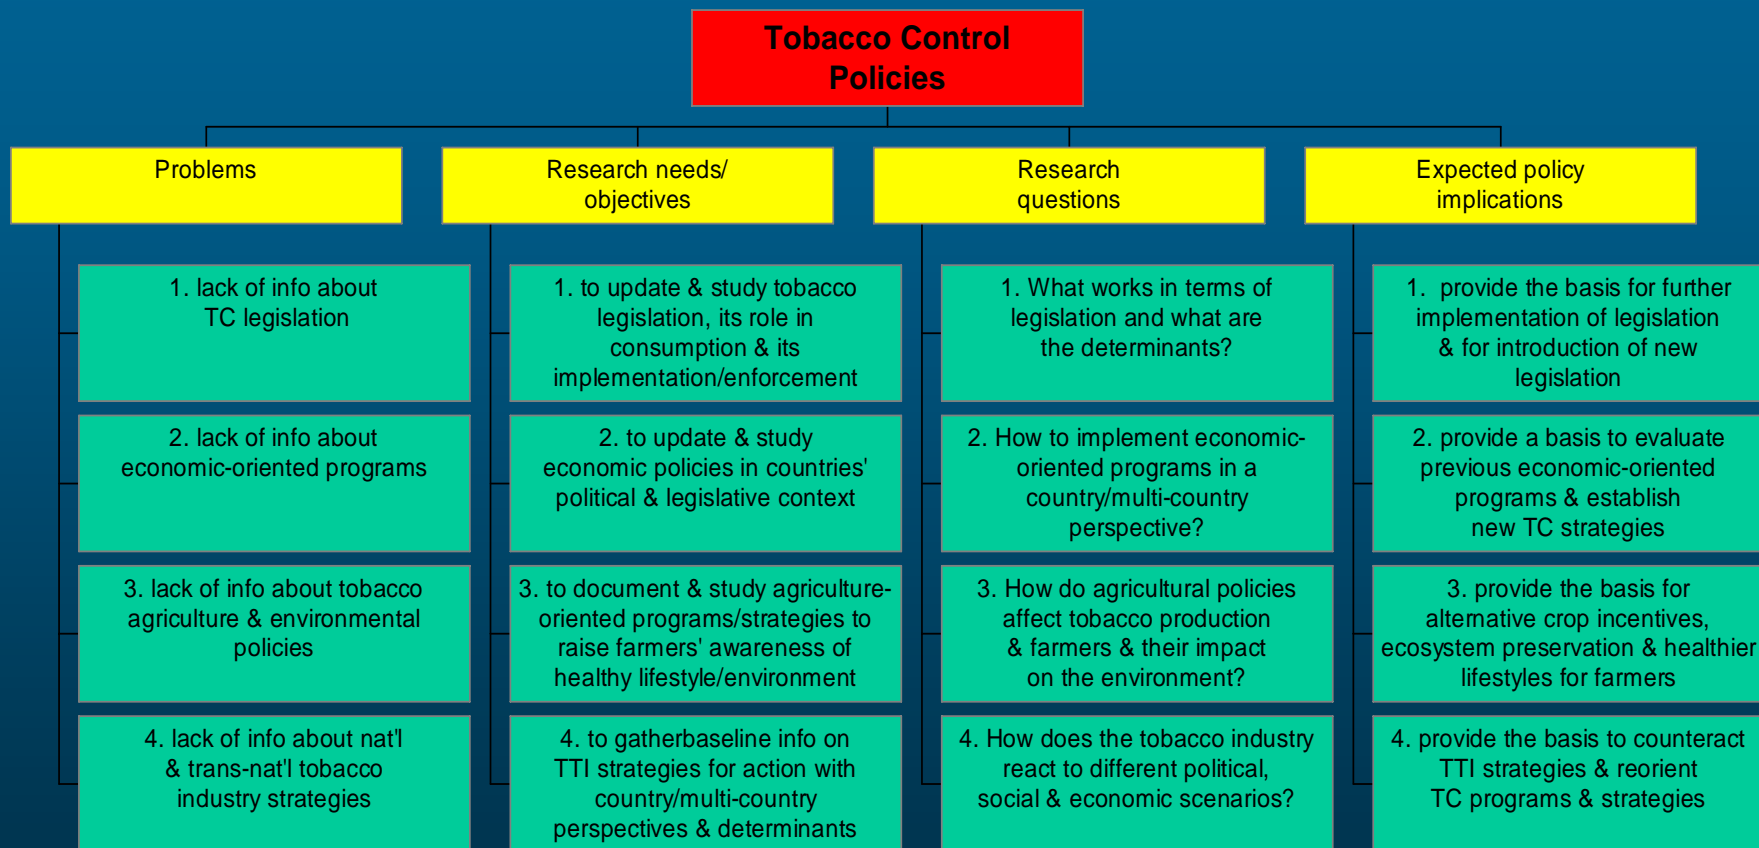 Tobacco Control
Policies
Problems
1. lack of info about
TC legislation
2. lack of info about
economic-oriented programs
3. lack of info about tobacco
agriculture & environmental
policies
4. lack of info about nat'l
& trans-nat'l tobacco
industry strategies
Research needs/
objectives
1. to update & study tobacco
legislation, its role in
consumption & its
implementation/enforcement
2. to update & study
economic policies in countries'
political & legislative context
3. to document & study agriculture-
oriented programs/strategies to
raise farmers' awareness of
healthy lifestyle/environment
4. to gatherbaseline info on
TTI strategies for action with
country/multi-country
perspectives & determinants
Research
questions
1. What works in terms of
legislation and what are
the determinants?
2. How to implement economic-
oriented programs in a
country/multi-country
perspective?
3. How do agricultural policies
affect tobacco production
& farmers & their impact
on the environment?
4. How does the tobacco industry
react to different political,
social & economic scenarios?
Expected policy
implications
1. provide the basis for further
implementation of legislation
& for introduction of new
legislation
2. provide a basis to evaluate
previous economic-oriented
programs & establish
new TC strategies
3. provide the basis for
alternative crop incentives,
ecosystem preservation & healthier
lifestyles for farmers
4. provide the basis to counteract
TTI strategies & reorient
TC programs & strategies